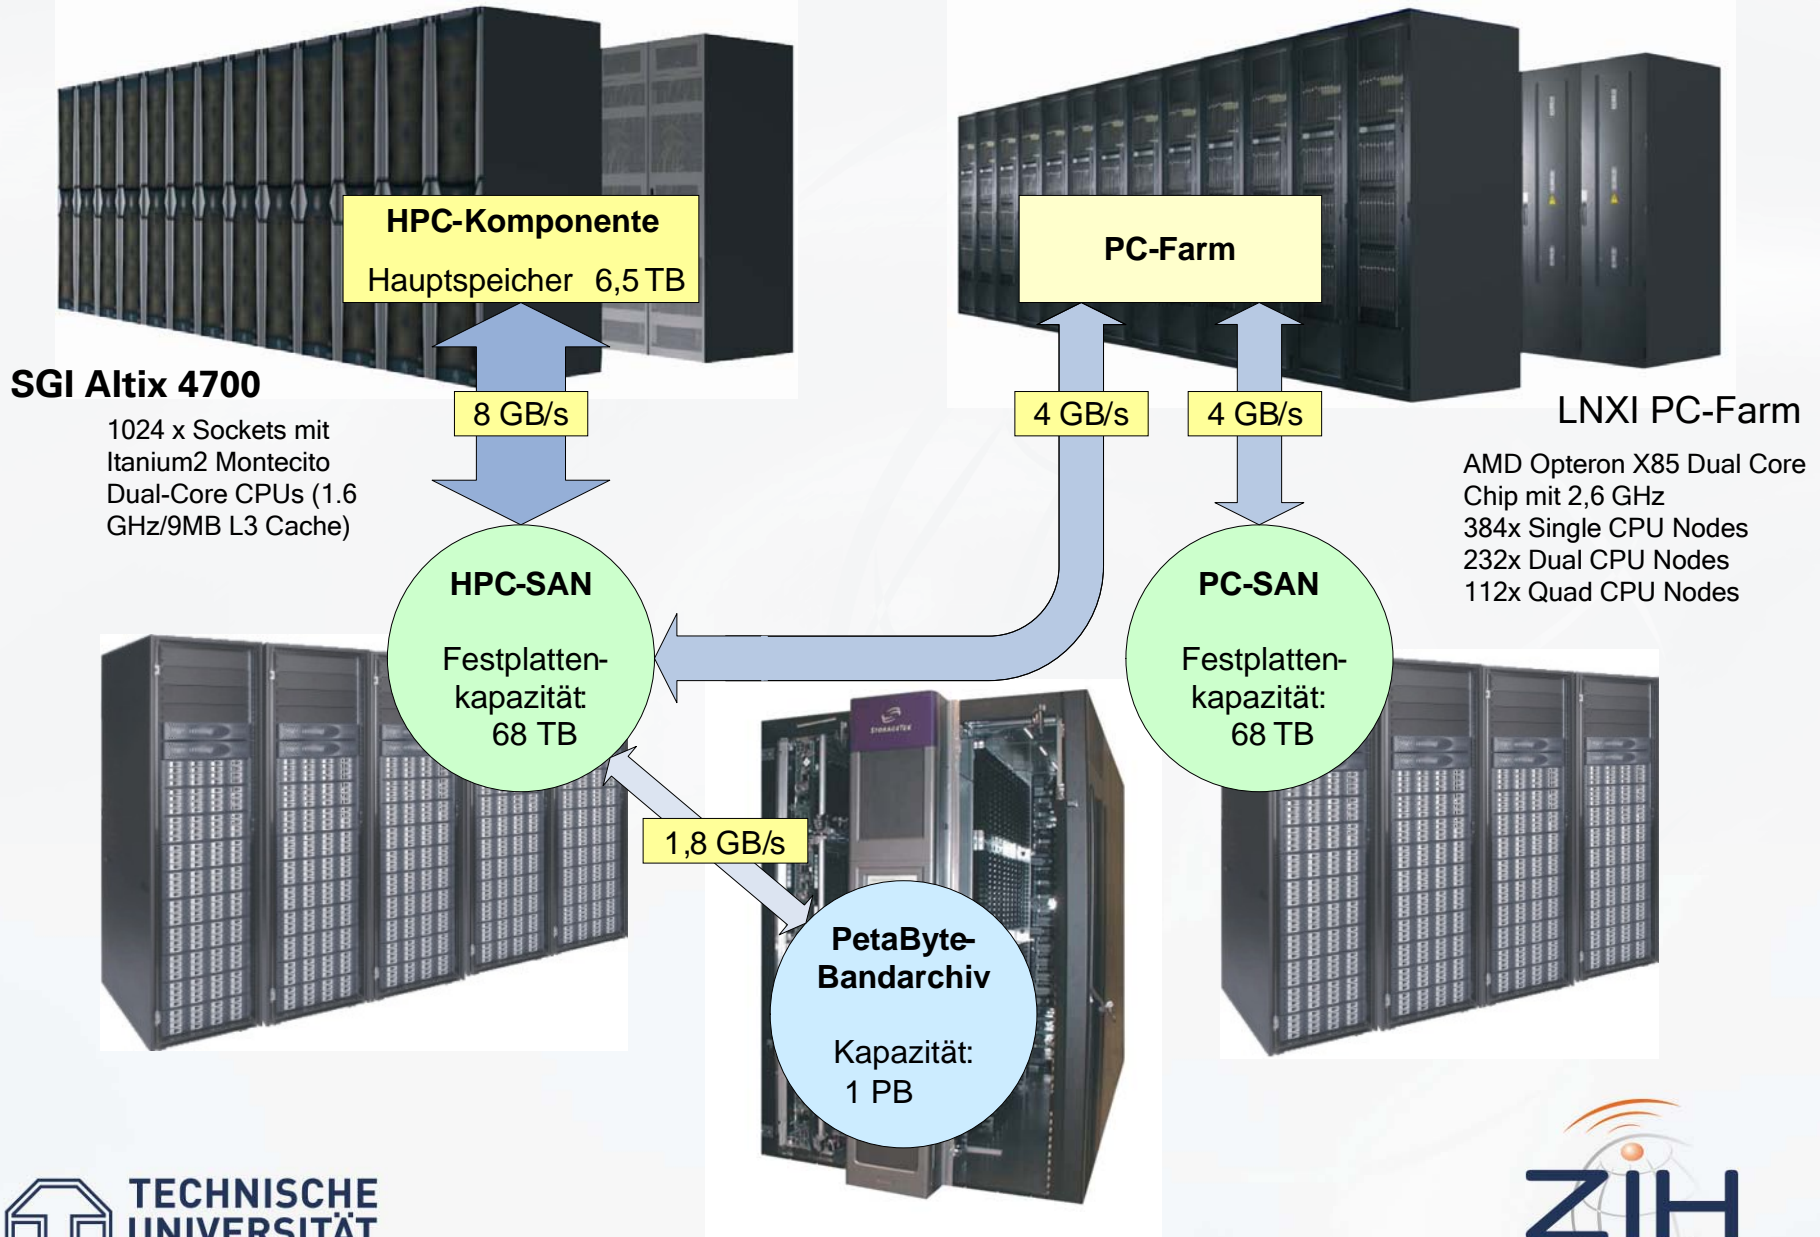 HPC-Komponente
Hauptspeicher 6,5 TB
PC-Farm
SGI Altix 4700
1024 x Sockets mit
Itanium2 Montecito
Dual-Core CPUs (1.6
GHz/9MB L3 Cache)
8 GB/s
4 GB/s
4 GB/s
LNXI PC-Farm
AMD Opteron X85 Dual Core
Chip mit 2,6 GHz
384x Single CPU Nodes
232x Dual CPU Nodes
112x Quad CPU Nodes
HPC-SAN
Festplatten-
kapazität:
68 TB
PC-SAN
Festplatten-
kapazität:
68 TB
STORAGETEK
1,8 GB/s
PetaByte-
Bandarchiv
Kapazität:
1 PB
TECHNISCHE
UNIVERSITÄT
ZIH